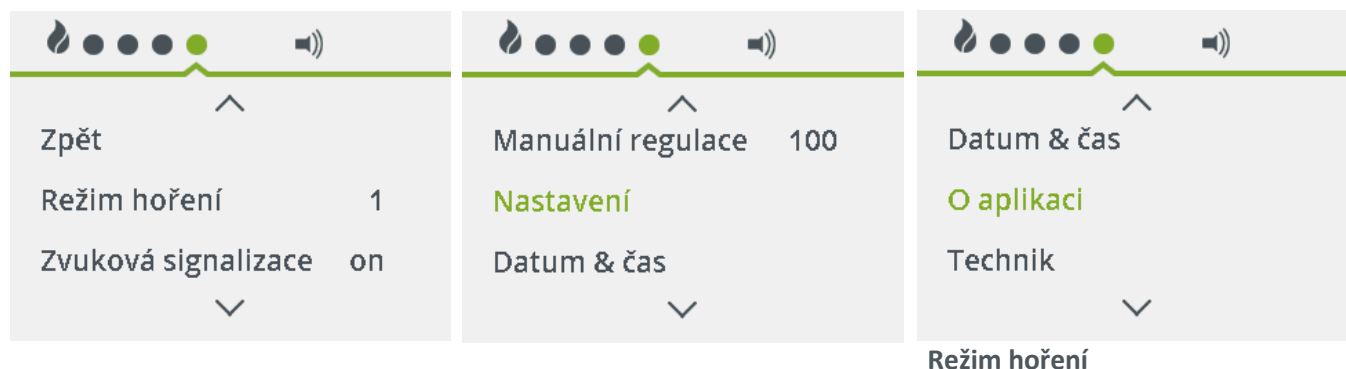 Zpět
Režim hoření 1
Zvuková signalizace on
Manuální regulace 100
Nastavení
Datum & čas
Datum & čas
O aplikaci
Technik
Režim hoření